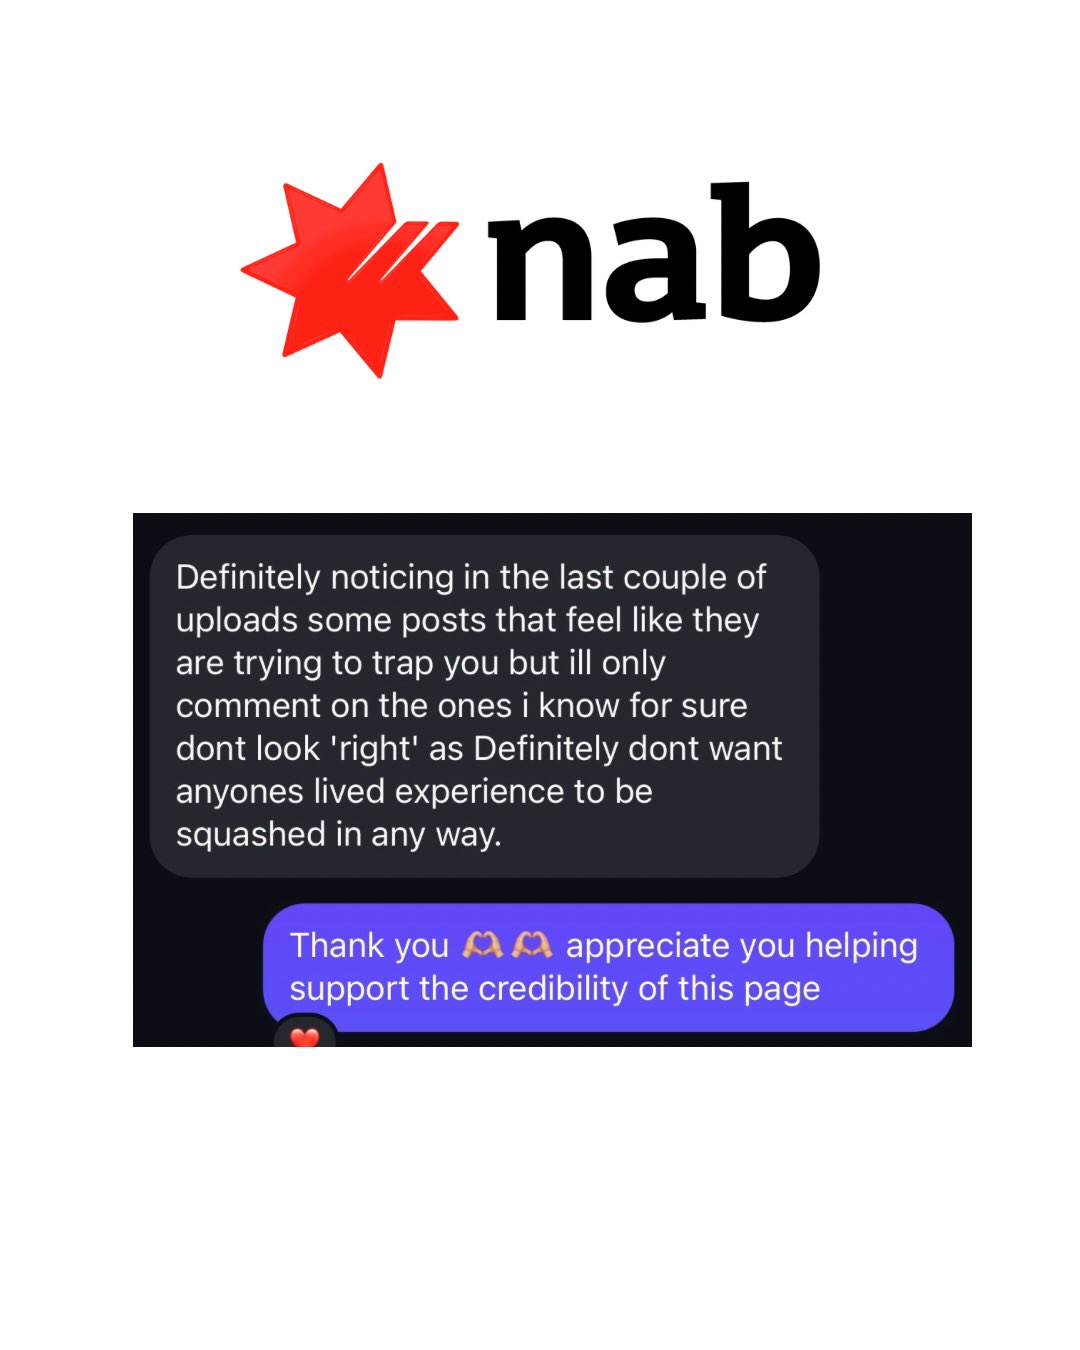 nab
Definitely noticing in the last couple of
uploads some posts that feel like they
are trying to trap you but ill only
comment on the ones i know for sure
dont look 'right' as Definitely dont want
anyones lived experience to be
squashed in any way.
Thank you 🫶🏼🫶🏼 appreciate you helping
support the credibility of this page
❤️